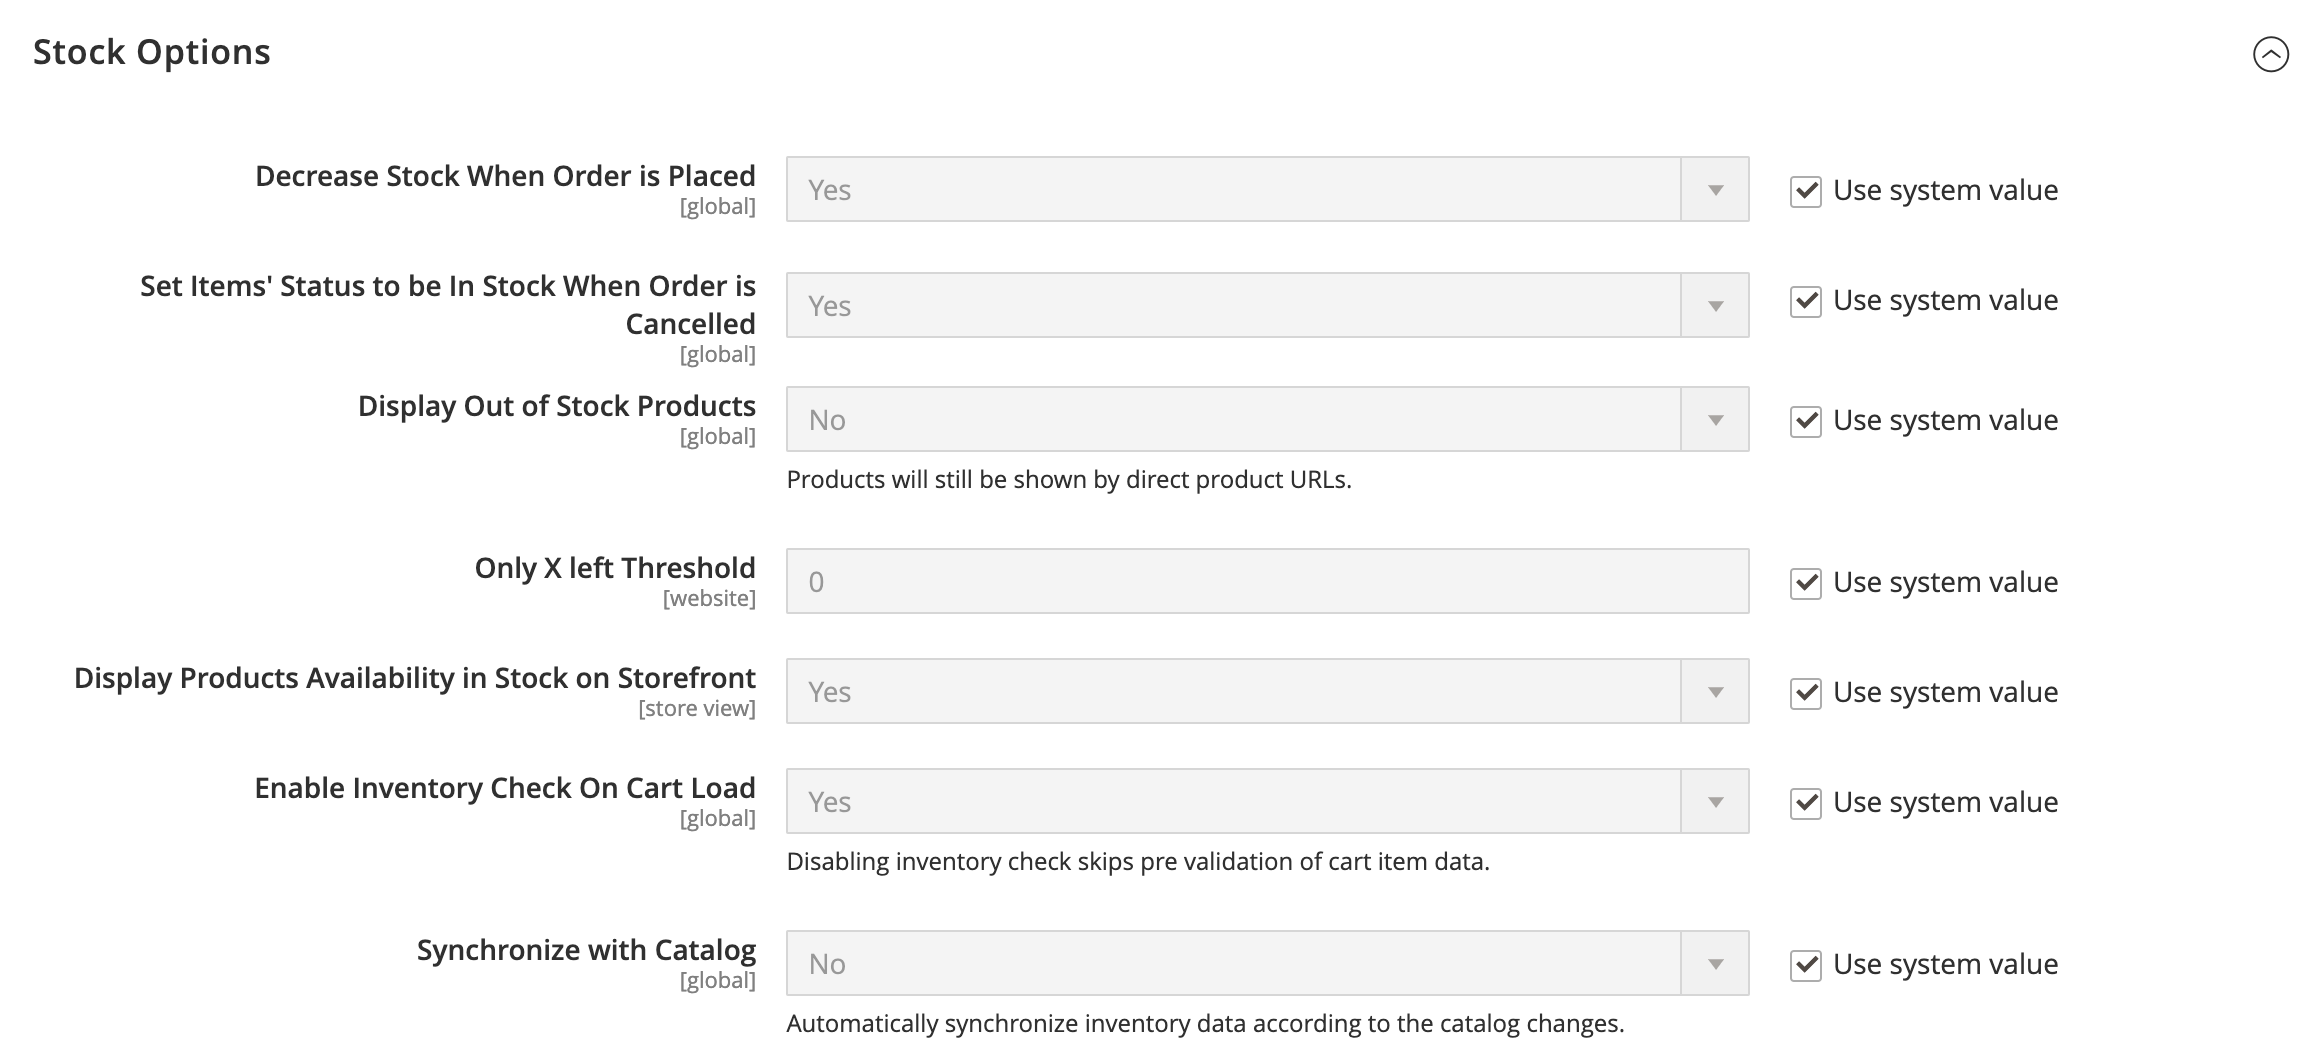 Stock Options
Decrease Stock When Order is Placed
[global]
Yes
Use system value
Set Items' Status to be In Stock When Order is
Cancelled
[global]
Yes
Use system value
Display Out of Stock Products
[global]
No
Use system value
Products will still be shown by direct product URLs.
Only X left Threshold
[website]
0
Use system value
Display Products Availability in Stock on Storefront
[store view]
Yes
Use system value
Enable Inventory Check On Cart Load
[global]
Yes
Use system value
Disabling inventory check skips pre validation of cart item data.
Synchronize with Catalog
[global]
No
Use system value
Automatically synchronize inventory data according to the catalog changes.